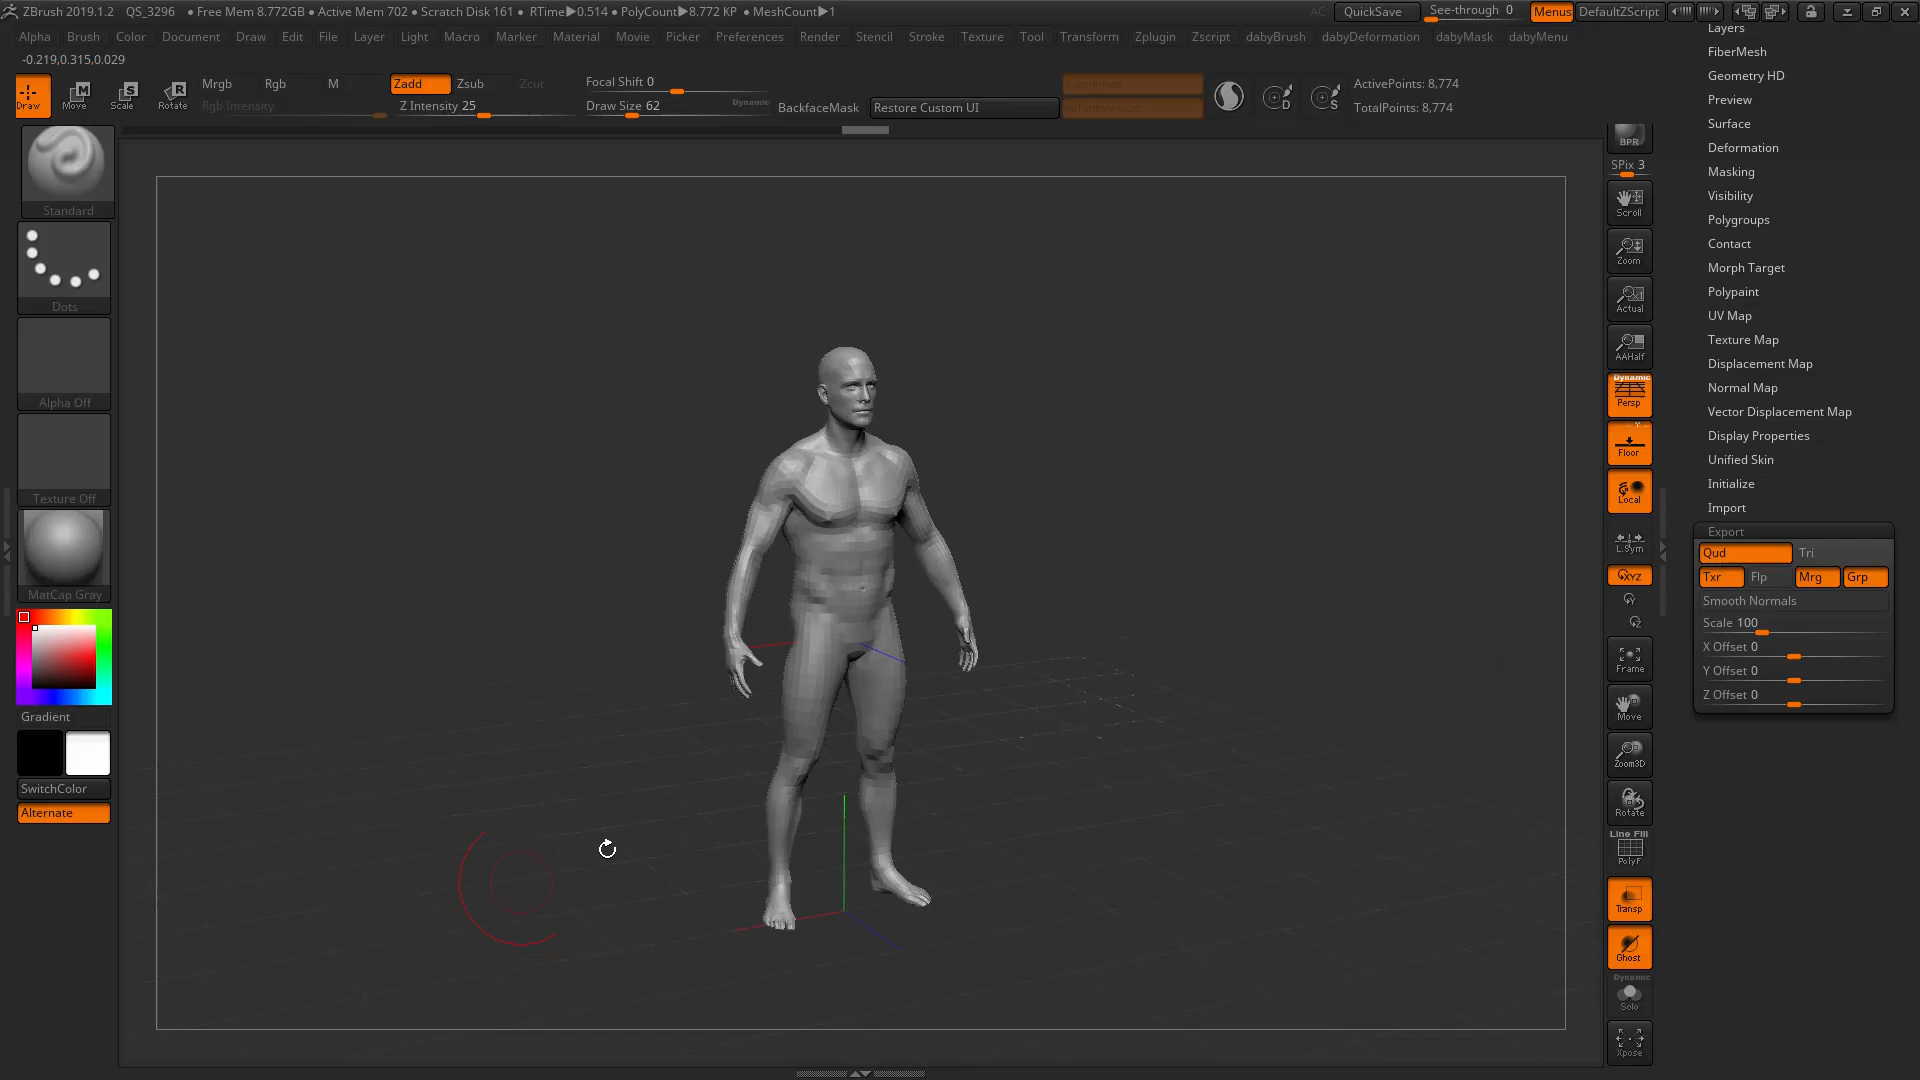 ZBrush 2019.1.2 QS_3296 • Free Mem 8.772GB • Active Mem 702 • Scratch Disk 161 • RTime▶0.514 • PolyCount▶8.772 KP • MeshCount▶1
AC QuickSave See-through 0 Menus DefaultZScript
Alpha Brush Color Document Draw Edit File Layer Light Macro Marker Material Movie Picker Preferences Render Stencil Stroke Texture Tool Transform Zplugin Zscript dabyBrush dabyDeformation dabyMask dabyMenu
-0.219,0.315,0.029
Draw Move Scale Rotate
Mrgb Rgb M Zadd Zsub Zcut
Rgb Intensity Z Intensity 25
Focal Shift 0
Draw Size 62 Dynamic
BackfaceMask Restore Custom UI
D S
ActivePoints: 8,774
TotalPoints: 8,774
Standard
Dots
Alpha Off
Texture Off
MatCap Gray
Gradient
SwitchColor
Alternate
BPR
SPix 3
Scroll
Zoom
Actual
AAHalf
Dynamic
Persp
Floor
Local
L.Sym
XYZ
Y
Z
Frame
Move
Zoom3D
Rotate
Line Fill
PolyF
Transp
Ghost
Dynamic
Solo
Xpose
Layers
FiberMesh
Geometry HD
Preview
Surface
Deformation
Masking
Visibility
Polygroups
Contact
Morph Target
Polypaint
UV Map
Texture Map
Displacement Map
Normal Map
Vector Displacement Map
Display Properties
Unified Skin
Initialize
Import
Export
Qud Tri
Txr Flp Mrg Grp
Smooth Normals
Scale 100
X Offset 0
Y Offset 0
Z Offset 0